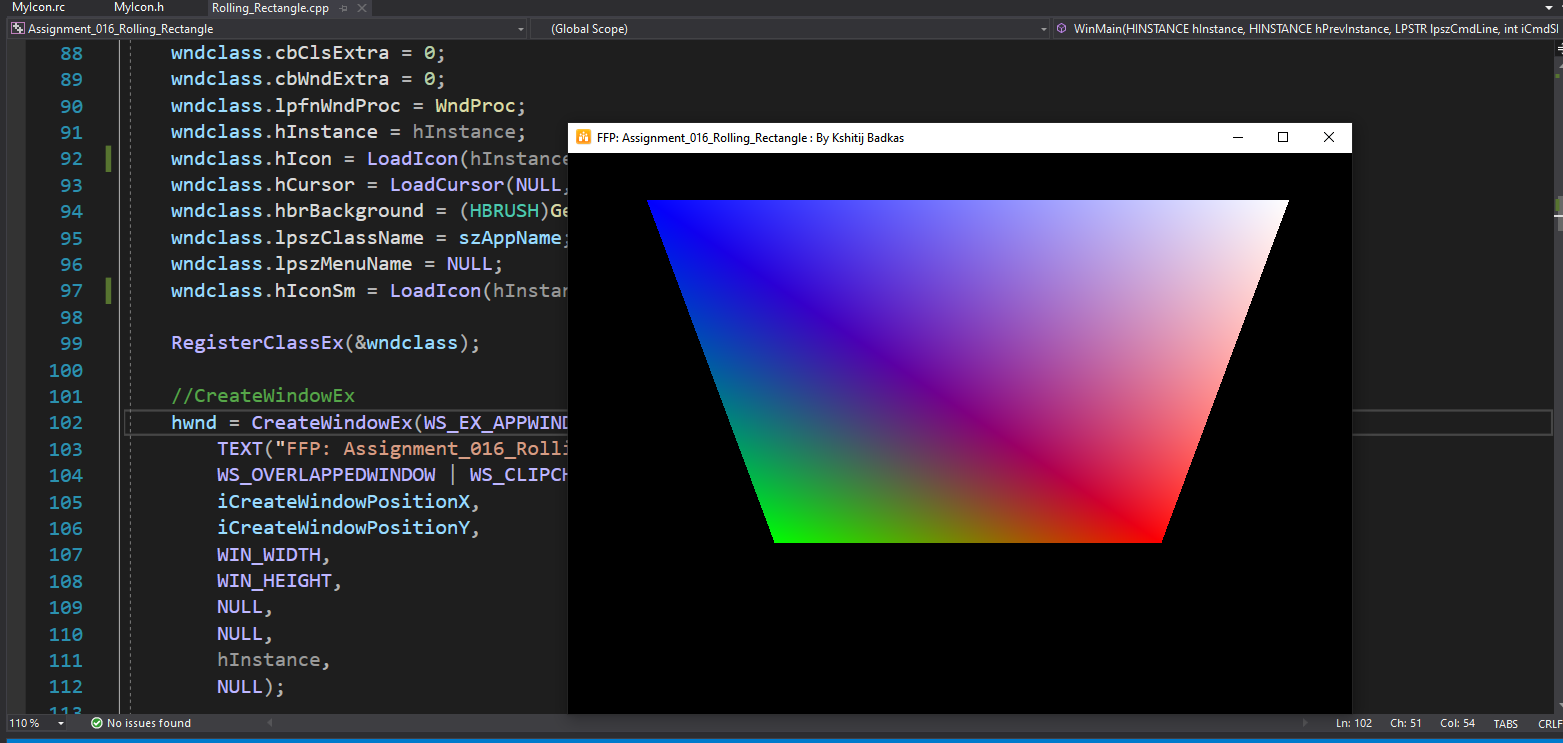 MyIcon.rc MyIcon.h Rolling_Rectangle.cpp
Assignment_016_Rolling_Rectangle (Global Scope) WinMain(HINSTANCE hInstance, HINSTANCE hPrevInstance, LPSTR lpszCmdLine, int iCmdSl
88 wndclass.cbClsExtra = 0;
89 wndclass.cbWndExtra = 0;
90 wndclass.lpfnWndProc = WndProc;
91 wndclass.hInstance = hInstance;
92 wndclass.hIcon = LoadIcon(hInstance
93 wndclass.hCursor = LoadCursor(NULL,
94 wndclass.hbrBackground = (HBRUSH)Ge
95 wndclass.lpszClassName = szAppName;
96 wndclass.lpszMenuName = NULL;
97 wndclass.hIconSm = LoadIcon(hInstan
98
99 RegisterClassEx(&wndclass);
100
101 //CreateWindowEx
102 hwnd = CreateWindowEx(WS_EX_APPWIND
103 TEXT("FFP: Assignment_016_Rolli
104 WS_OVERLAPPEDWINDOW | WS_CLIPCH
105 iCreateWindowPositionX,
106 iCreateWindowPositionY,
107 WIN_WIDTH,
108 WIN_HEIGHT,
109 NULL,
110 NULL,
111 hInstance,
112 NULL);
113
FFP: Assignment_016_Rolling_Rectangle : By Kshitij Badkas
110 % No issues found Ln: 102 Ch: 51 Col: 54 TABS CRLF